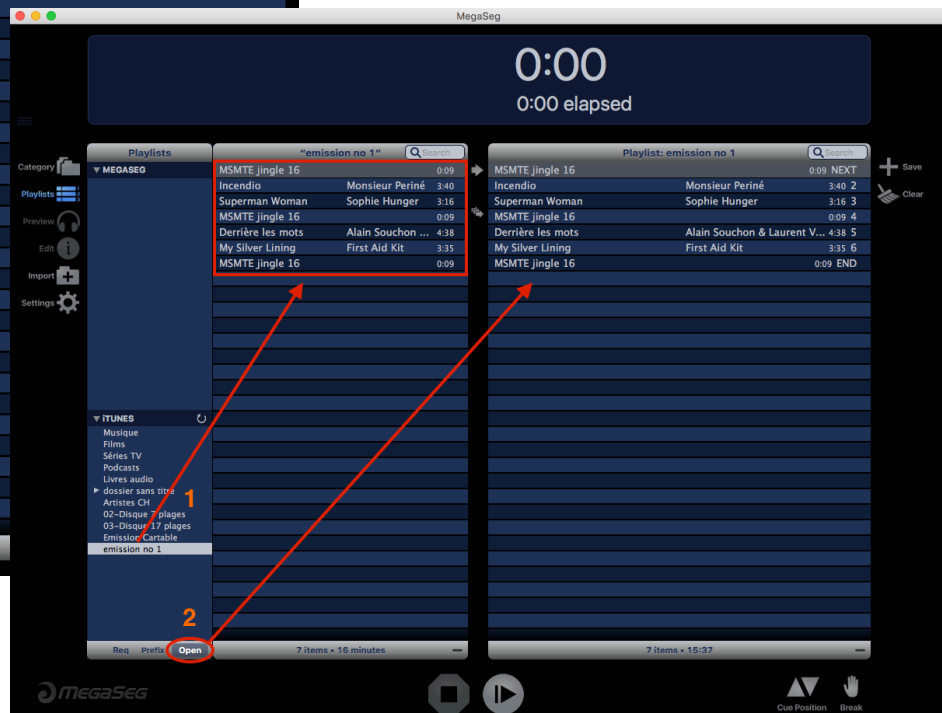 MegaSeg
0:00
0:00 elapsed
Playlists
▼ MEGASEG
"emission no 1"
Search
MSMTE jingle 16 0:09
Incendio Monsieur Periné 3:40
Superman Woman Sophie Hunger 3:16
MSMTE jingle 16 0:09
Derrière les mots Alain Souchon ... 4:38
My Silver Lining First Aid Kit 3:35
MSMTE jingle 16 0:09
Playlist: emission no 1
Search
MSMTE jingle 16 0:09 NEXT
Incendio Monsieur Periné 3:40 2
Superman Woman Sophie Hunger 3:16 3
MSMTE jingle 16 0:09 4
Derrière les mots Alain Souchon & Laurent V... 4:38 5
My Silver Lining First Aid Kit 3:35 6
MSMTE jingle 16 0:09 END
Category
Playlists
Preview
Edit
Import
Settings
Save
Clear
▼ iTUNES
Musique
Films
Séries TV
Podcasts
Livres audio
dossier sans titre
Artistes CH
02-Disque 7 plages
03-Disque 17 plages
Emission Cartable
emission no 1
1
2
Req Prefix Open
7 items • 16 minutes
7 items • 15:37
MegaSeg
Cue Position
Break